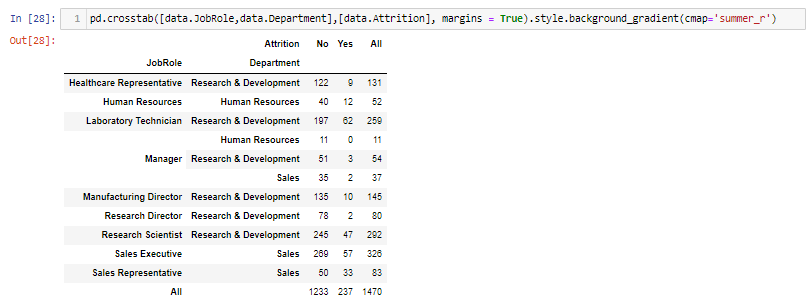 In [28]: 1 pd.crosstab([data.JobRole,data.Department],[data.Attrition], margins = True).style.background_gradient(cmap='summer_r')
Out[28]:
Attrition No Yes All
JobRole Department
Healthcare Representative Research & Development 122 9 131
Human Resources Human Resources 40 12 52
Laboratory Technician Research & Development 197 62 259
Human Resources 11 0 11
Manager Research & Development 51 3 54
Sales 35 2 37
Manufacturing Director Research & Development 135 10 145
Research Director Research & Development 78 2 80
Research Scientist Research & Development 245 47 292
Sales Executive Sales 269 57 326
Sales Representative Sales 50 33 83
All 1233 237 1470